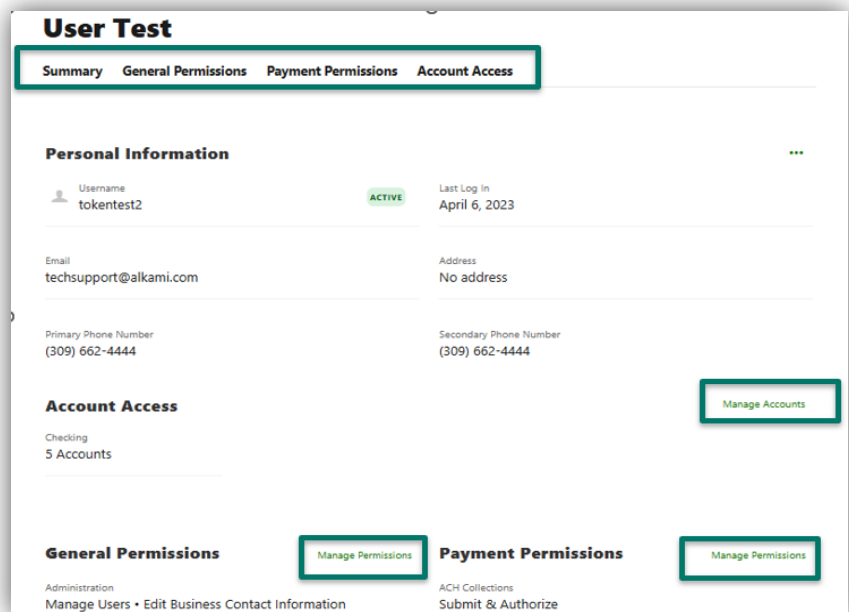 User Test
Summary General Permissions Payment Permissions Account Access
Personal Information
Username
tokentest2
ACTIVE
Last Log In
April 6, 2023
Email
techsupport@alkami.com
Address
No address
Primary Phone Number
(309) 662-4444
Secondary Phone Number
(309) 662-4444
Account Access
Manage Accounts
Checking
5 Accounts
General Permissions
Manage Permissions
Payment Permissions
Manage Permissions
Administration
Manage Users • Edit Business Contact Information
ACH Collections
Submit & Authorize